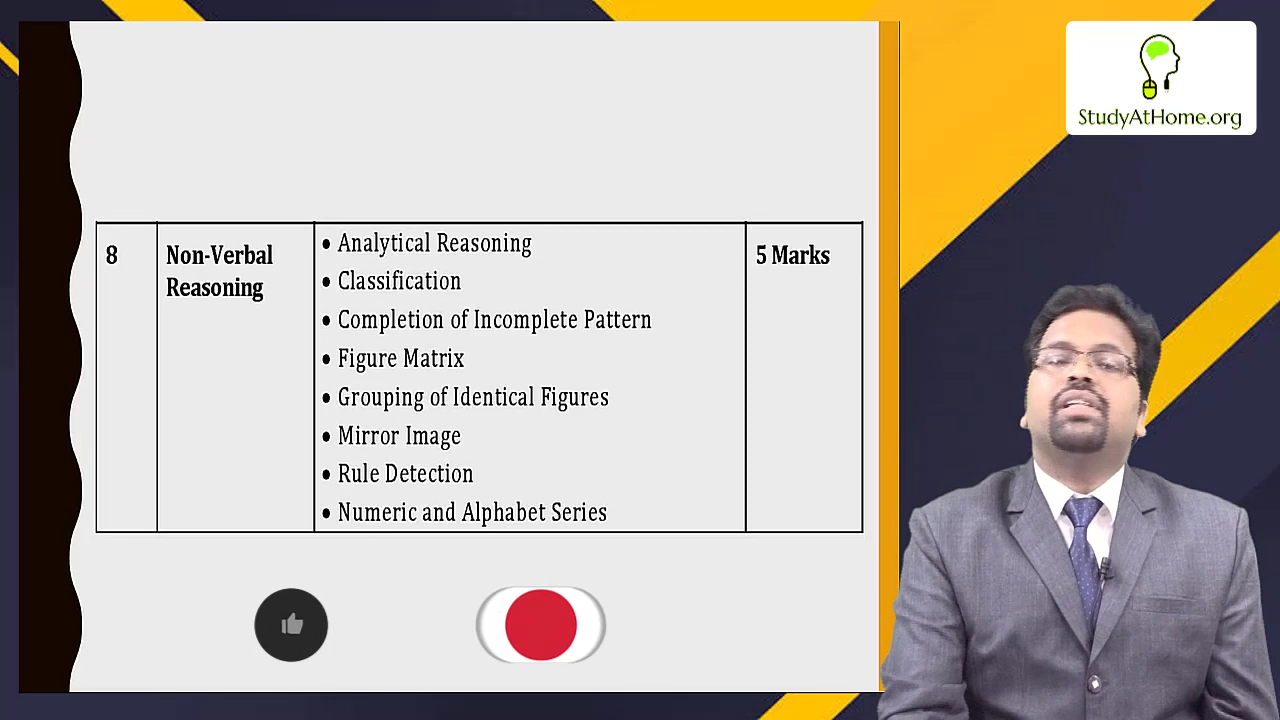 StudyAtHome.org
8
Non-Verbal
Reasoning
• Analytical Reasoning
• Classification
• Completion of Incomplete Pattern
• Figure Matrix
• Grouping of Identical Figures
• Mirror Image
• Rule Detection
• Numeric and Alphabet Series
5 Marks